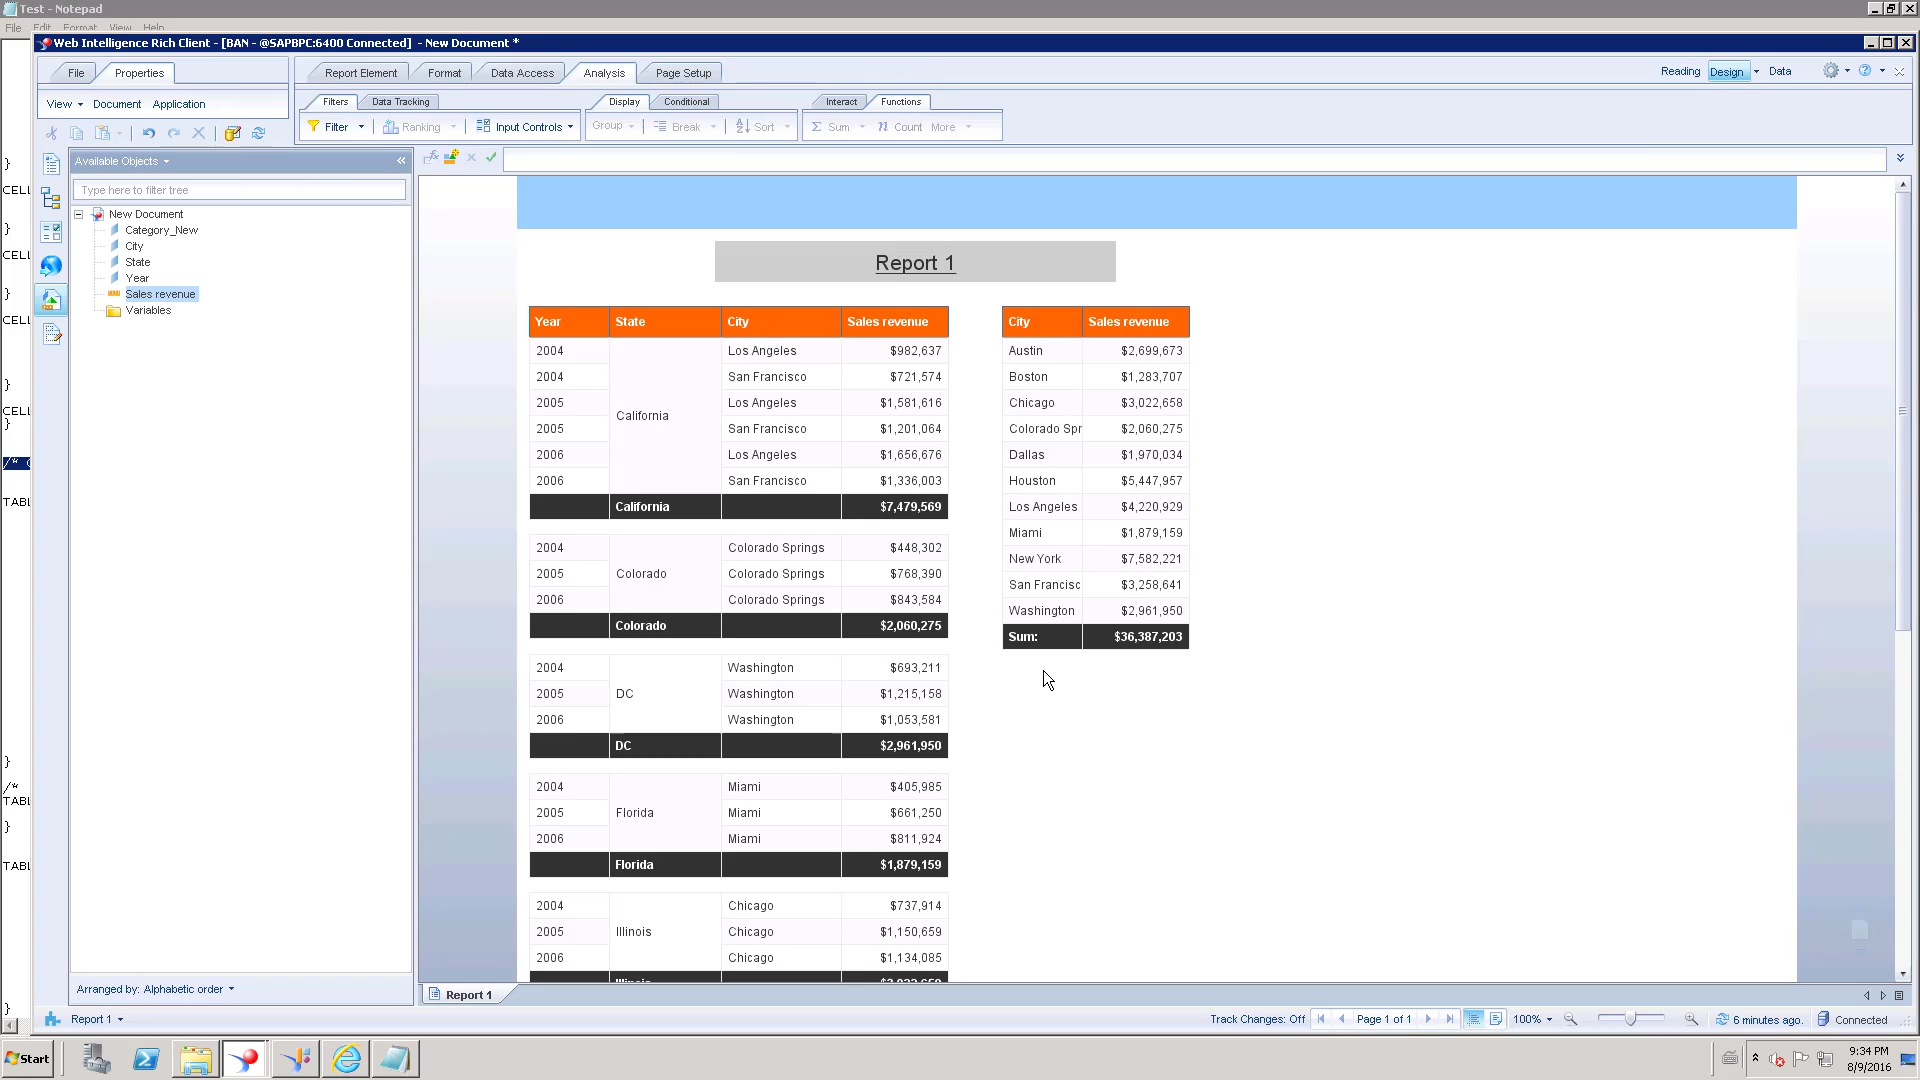 Test - Notepad
File Edit Format View Help
Web Intelligence Rich Client - [BAN - @SAPBPC:6400 Connected] - New Document *
File Properties Report Element Format Data Access Analysis Page Setup Reading Design Data
View Document Application Filters Data Tracking Display Conditional Interact Functions
Filter Ranking Input Controls Group Break Sort Σ Sum Count More
Available Objects
Type here to filter tree
New Document
Category_New
City
State
Year
Sales revenue
Variables
}
CELL
}
CELL
}
CELL
}
CELL
}
/*
TABL
}
/*
TABL
}
TABL
}
Report 1
Year State City Sales revenue
2004 Los Angeles $982,637
2004 San Francisco $721,574
2005 Los Angeles $1,581,616
California
2005 San Francisco $1,201,064
2006 Los Angeles $1,656,676
2006 San Francisco $1,336,003
California $7,479,569
2004 Colorado Springs $448,302
2005 Colorado Colorado Springs $768,390
2006 Colorado Springs $843,584
Colorado $2,060,275
2004 Washington $693,211
2005 DC Washington $1,215,158
2006 Washington $1,053,581
DC $2,961,950
2004 Miami $405,985
2005 Florida Miami $661,250
2006 Miami $811,924
Florida $1,879,159
2004 Chicago $737,914
2005 Illinois Chicago $1,150,659
2006 Chicago $1,134,085
City Sales revenue
Austin $2,699,673
Boston $1,283,707
Chicago $3,022,658
Colorado Spr $2,060,275
Dallas $1,970,034
Houston $5,447,957
Los Angeles $4,220,929
Miami $1,879,159
New York $7,582,221
San Francisc $3,258,641
Washington $2,961,950
Sum: $36,387,203
Arranged by: Alphabetic order
Report 1
Report 1 Track Changes: Off Page 1 of 1 100% 6 minutes ago. Connected
Start
9:34 PM
8/9/2016